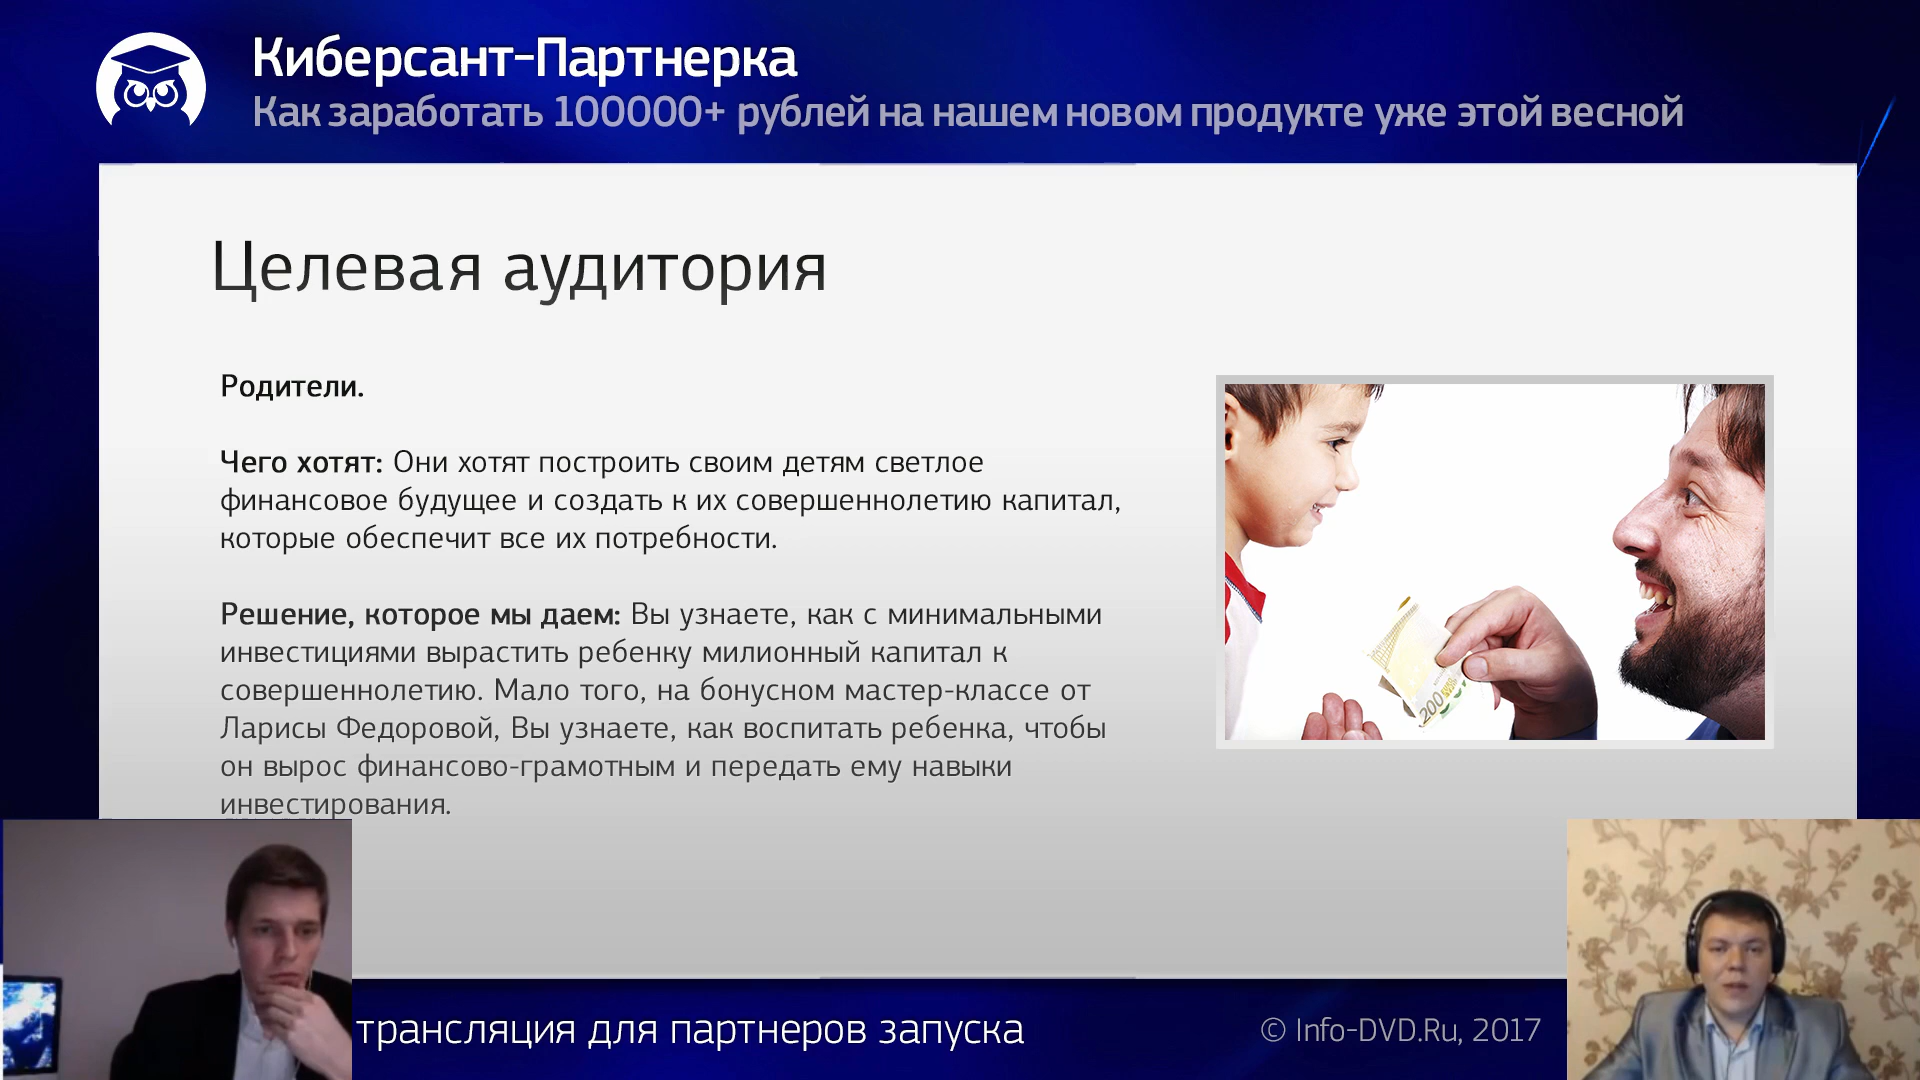 Киберсант-Партнерка
Как заработать 100000+ рублей на нашем новом продукте уже этой весной
Целевая аудитория
Родители.
Чего хотят: Они хотят построить своим детям светлое
финансовое будущее и создать к их совершеннолетию капитал,
которые обеспечит все их потребности.
Решение, которое мы даем: Вы узнаете, как с минимальными
инвестициями вырастить ребенку милионный капитал к
совершеннолетию. Мало того, на бонусном мастер-классе от
Ларисы Федоровой, Вы узнаете, как воспитать ребенка, чтобы
он вырос финансово-грамотным и передать ему навыки
инвестирования.
200
трансляция для партнеров запуска
© Info-DVD.Ru, 2017